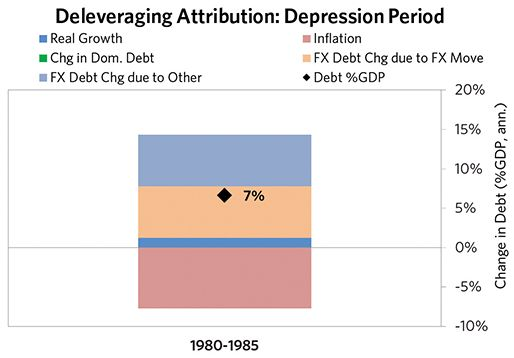 Deleveraging Attribution: Depression Period
Real Growth
Inflation
Chg in Dom. Debt
FX Debt Chg due to FX Move
FX Debt Chg due to Other
Debt %GDP
20%
15%
10%
5%
0%
-5%
-10%
Change in Debt (%GDP, ann.)
7%
1980-1985